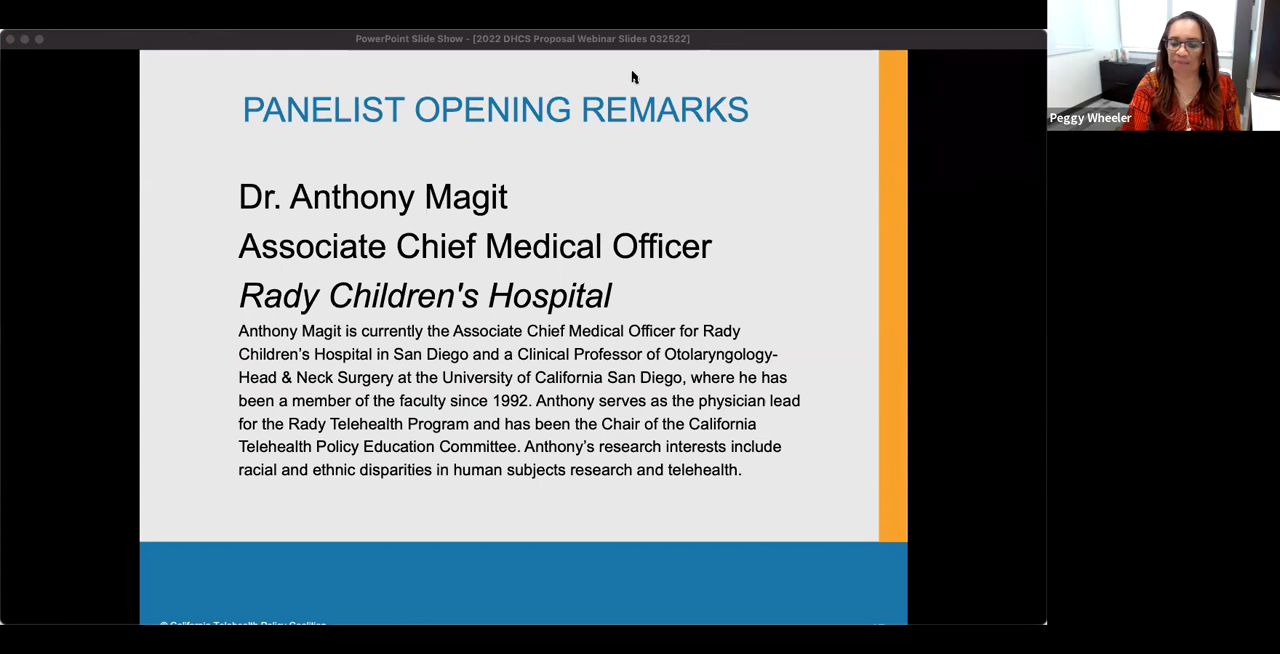 PowerPoint Slide Show - [2022 DHCS Proposal Webinar Slides 032522]
PANELIST OPENING REMARKS
Dr. Anthony Magit
Associate Chief Medical Officer
Rady Children's Hospital
Anthony Magit is currently the Associate Chief Medical Officer for Rady
Children’s Hospital in San Diego and a Clinical Professor of Otolaryngology-
Head & Neck Surgery at the University of California San Diego, where he has
been a member of the faculty since 1992. Anthony serves as the physician lead
for the Rady Telehealth Program and has been the Chair of the California
Telehealth Policy Education Committee. Anthony’s research interests include
racial and ethnic disparities in human subjects research and telehealth.
© California Telehealth Policy Coalition
Peggy Wheeler